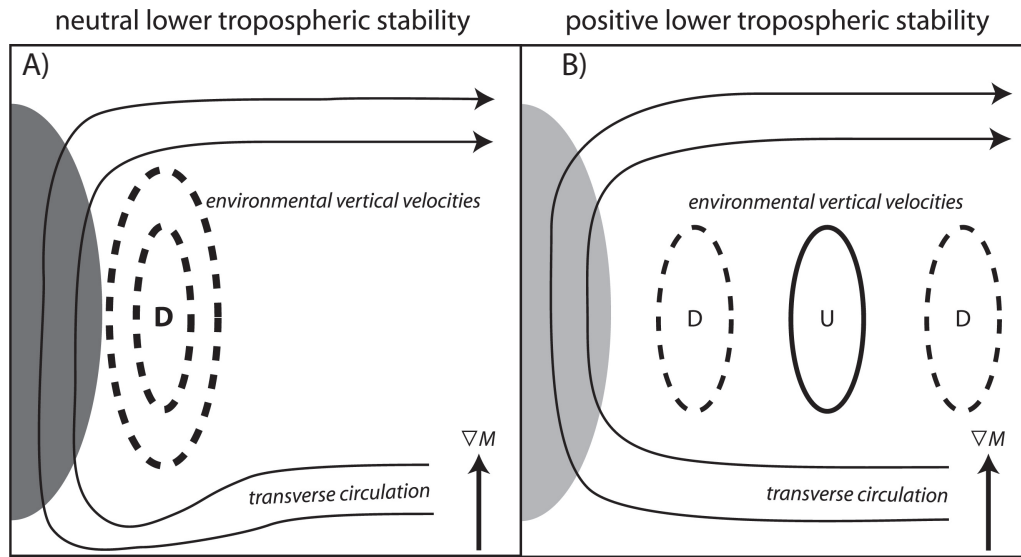 neutral lower tropospheric stability
positive lower tropospheric stability
A)
B)
environmental vertical velocities
environmental vertical velocities
D
D
U
D
∇M
∇M
transverse circulation
transverse circulation